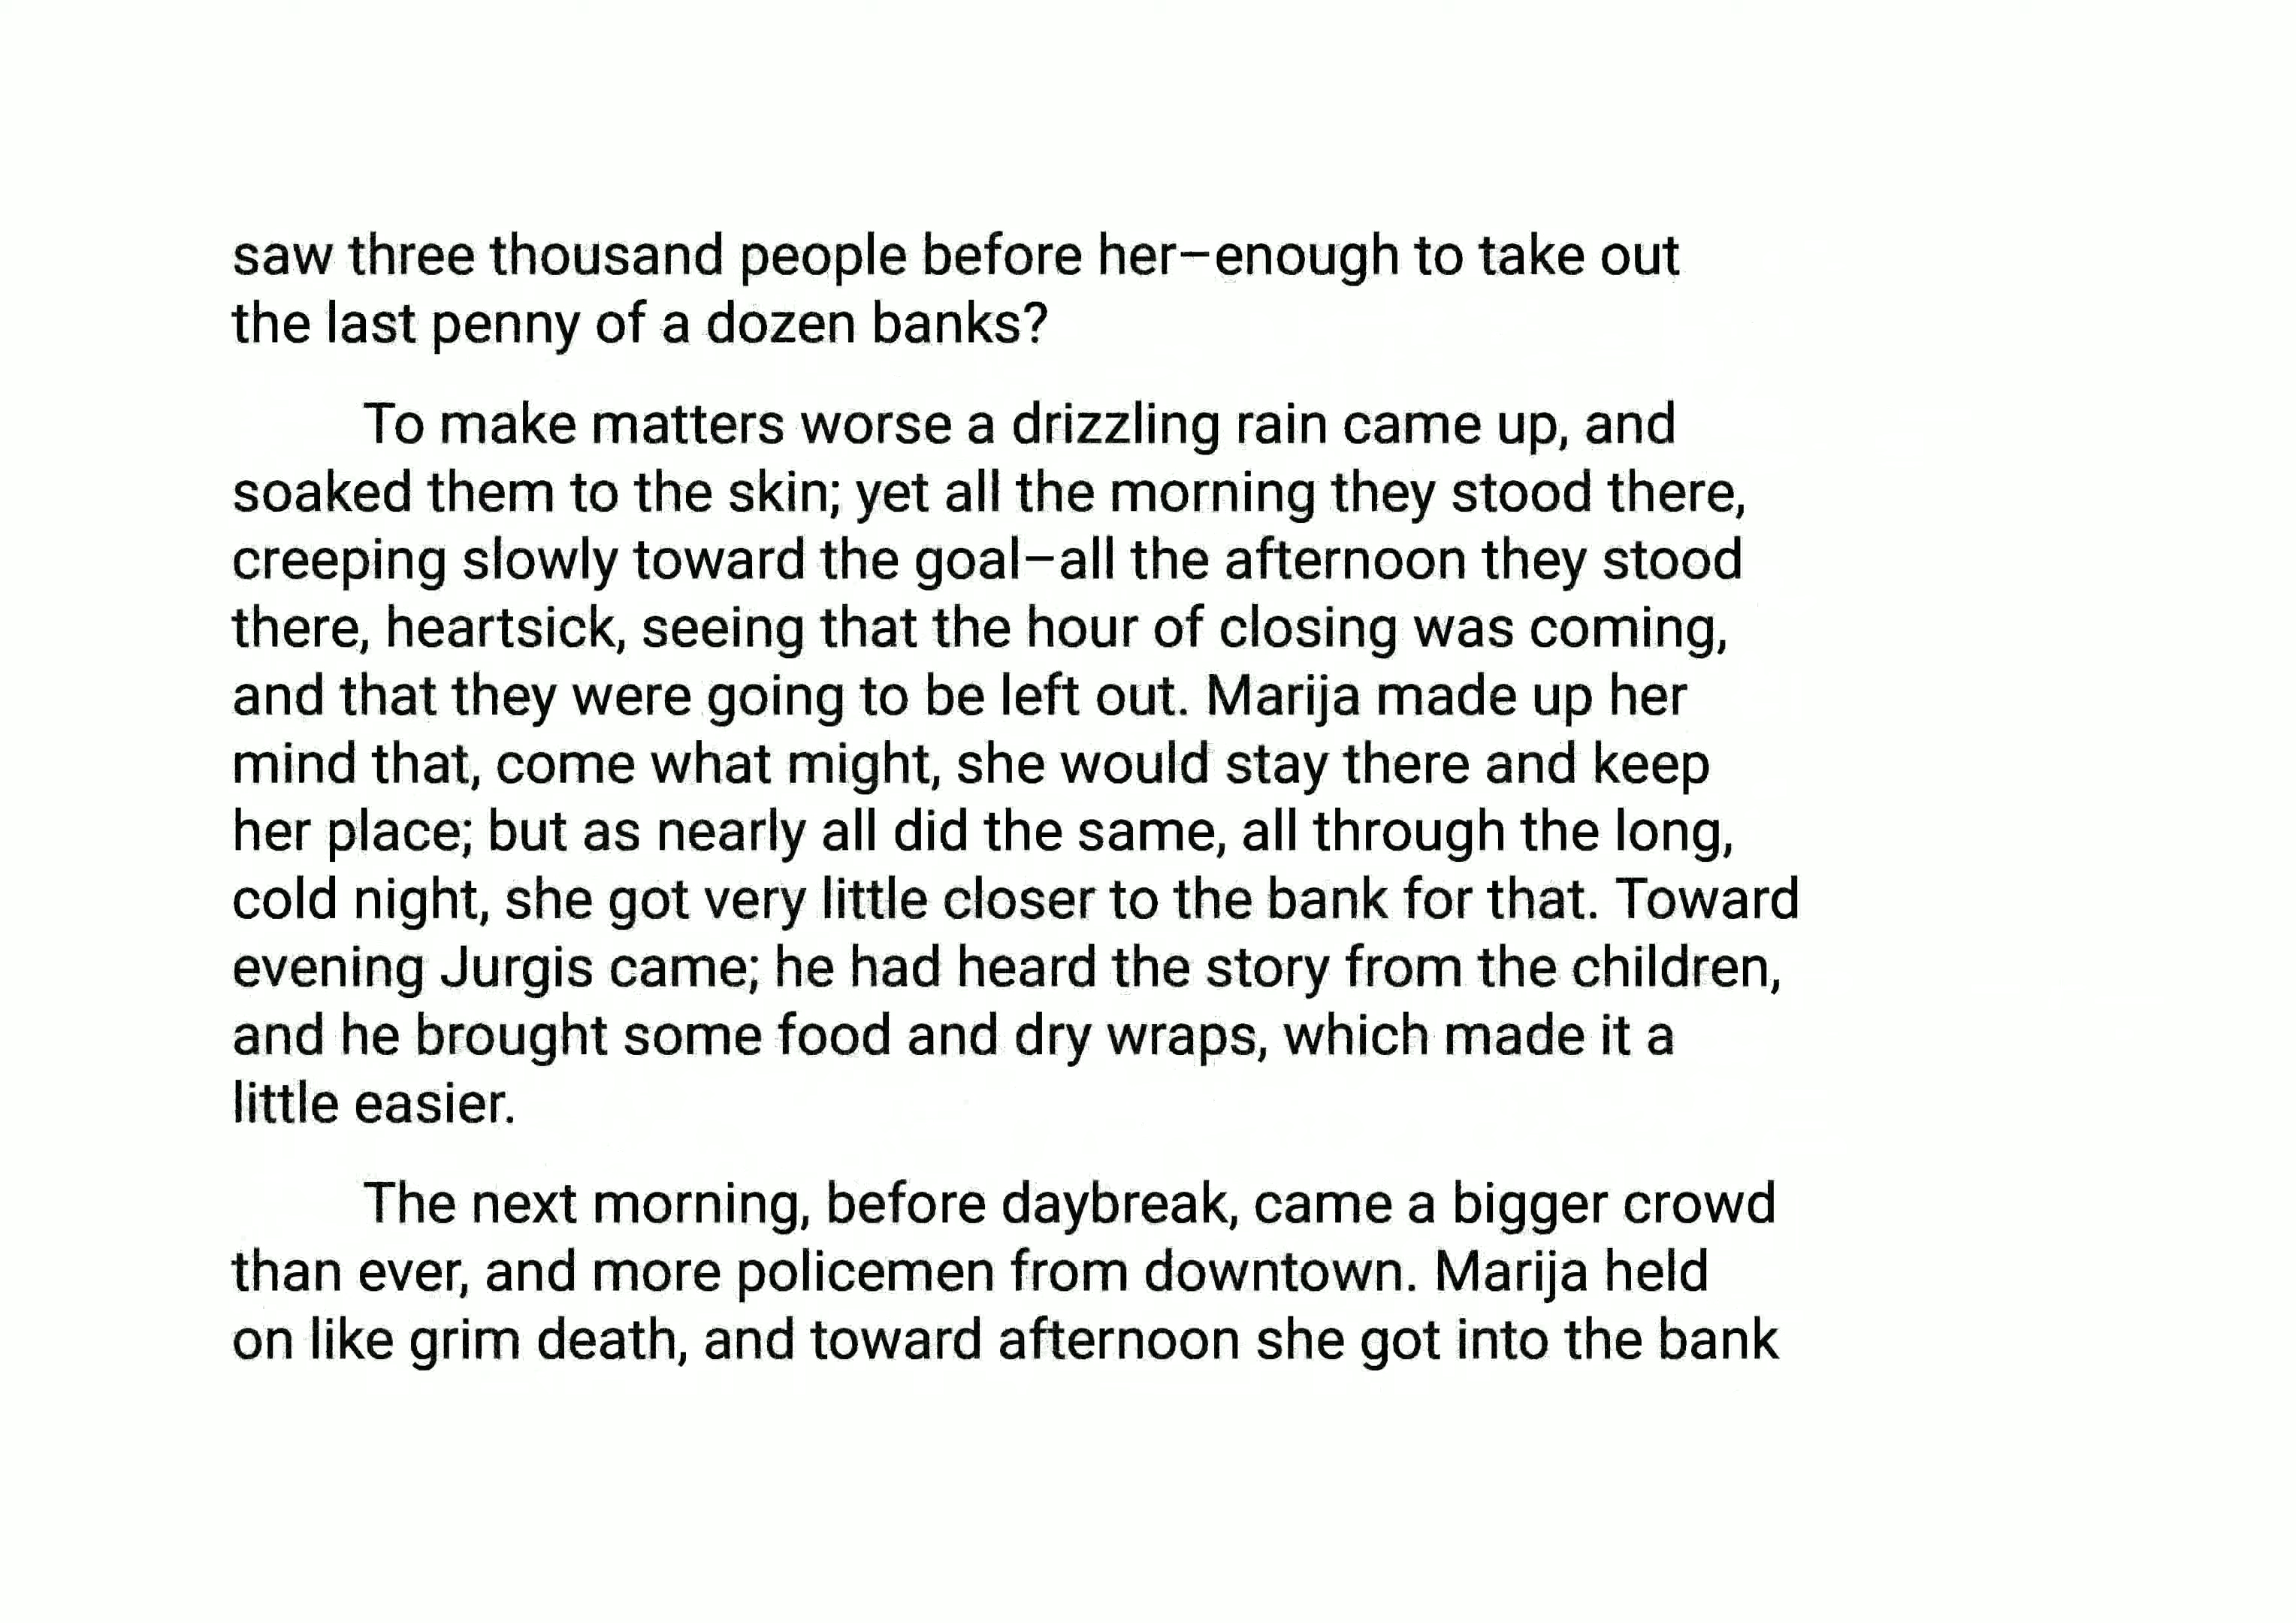 saw three thousand people before her—enough to take out
the last penny of a dozen banks?
To make matters worse a drizzling rain came up, and
soaked them to the skin; yet all the morning they stood there,
creeping slowly toward the goal—all the afternoon they stood
there, heartsick, seeing that the hour of closing was coming,
and that they were going to be left out. Marija made up her
mind that, come what might, she would stay there and keep
her place; but as nearly all did the same, all through the long,
cold night, she got very little closer to the bank for that. Toward
evening Jurgis came; he had heard the story from the children,
and he brought some food and dry wraps, which made it a
little easier.
The next morning, before daybreak, came a bigger crowd
than ever, and more policemen from downtown. Marija held
on like grim death, and toward afternoon she got into the bank